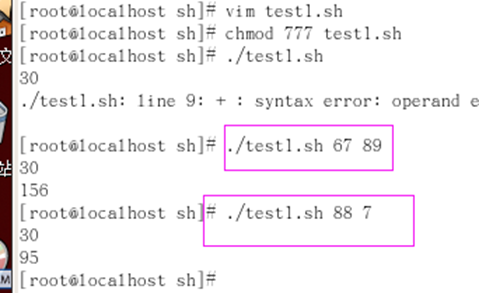 [root@localhost sh]# vim test1.sh
[root@localhost sh]# chmod 777 test1.sh
[root@localhost sh]# ./test1.sh
30
./test1.sh: line 9: + : syntax error: operand e
[root@localhost sh]# ./test1.sh 67 89
30
156
[root@localhost sh]# ./test1.sh 88 7
30
95
[root@localhost sh]#
文
站